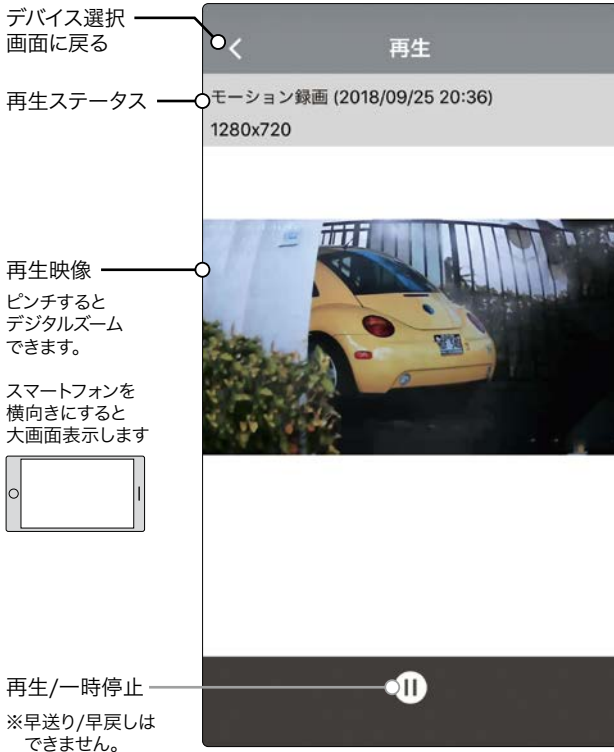 デバイス選択
画面に戻る
再生
再生ステータス
モーション録画 (2018/09/25 20:36)
1280x720
再生映像
ピンチすると
デジタルズーム
できます。
スマートフォンを
横向きにすると
大画面表示します
再生/一時停止
※早送り/早戻しは
できません。